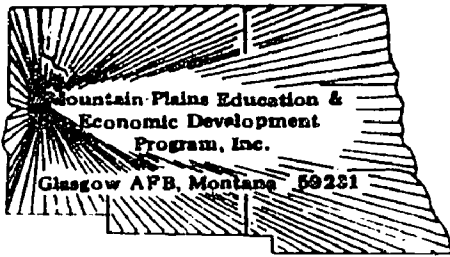 Mountain-Plains Education &
Economic Development
Program, Inc.
Glasgow AFB, Montana 59231